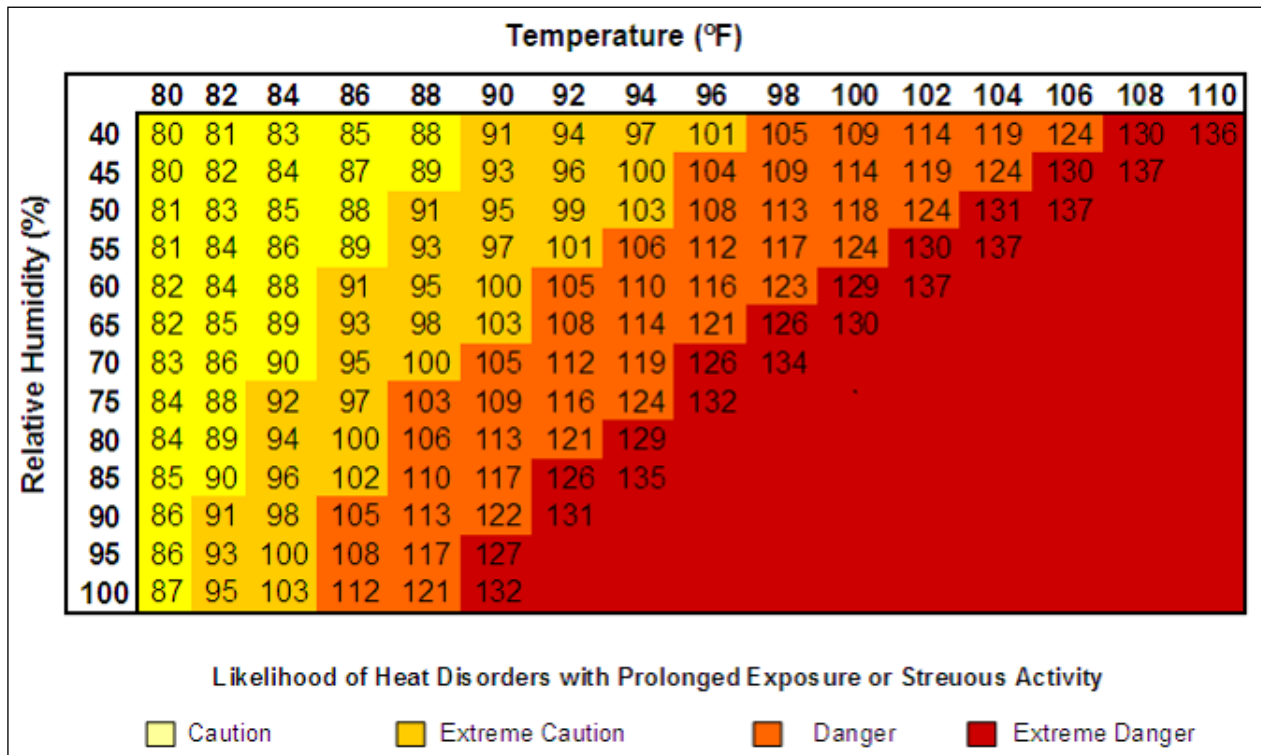 Temperature (°F)
80 82 84 86 88 90 92 94 96 98 100 102 104 106 108 110
Relative Humidity (%)
40 80 81 83 85 88 91 94 97 101 105 109 114 119 124 130 136
45 80 82 84 87 89 93 96 100 104 109 114 119 124 130 137
50 81 83 85 88 91 95 99 103 108 113 118 124 131 137
55 81 84 86 89 93 97 101 106 112 117 124 130 137
60 82 84 88 91 95 100 105 110 116 123 129 137
65 82 85 89 93 98 103 108 114 121 126 130
70 83 86 90 95 100 105 112 119 126 134
75 84 88 92 97 103 109 116 124 132
80 84 89 94 100 106 113 121 129
85 85 90 96 102 110 117 126 135
90 86 91 98 105 113 122 131
95 86 93 100 108 117 127
100 87 95 103 112 121 132
Likelihood of Heat Disorders with Prolonged Exposure or Streuous Activity
Caution Extreme Caution Danger Extreme Danger